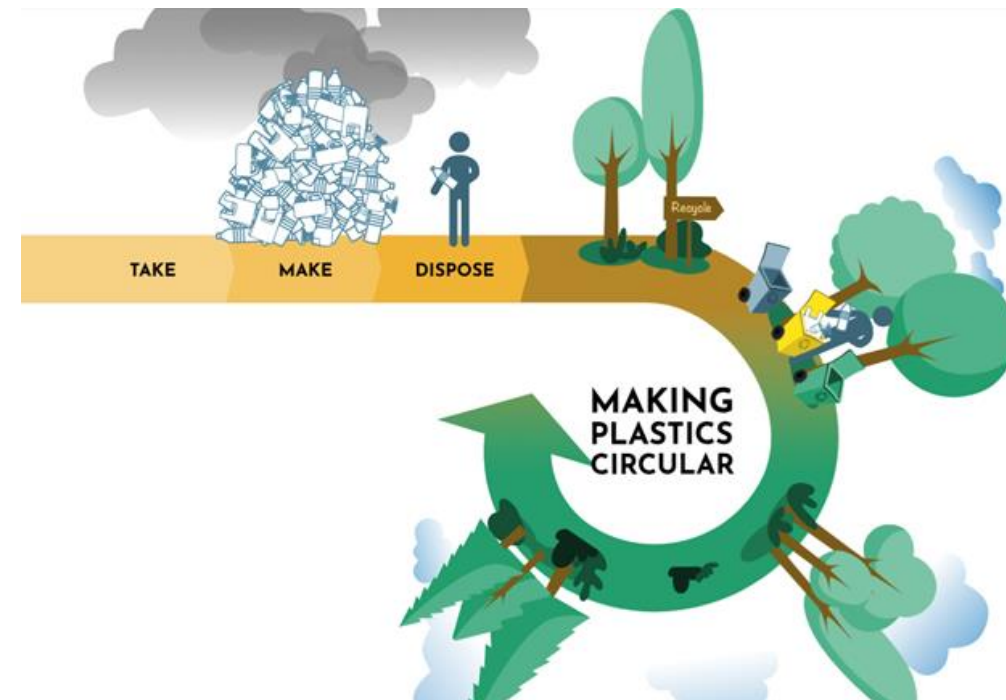 TAKE MAKE DISPOSE
Recycle
MAKING
PLASTICS
CIRCULAR